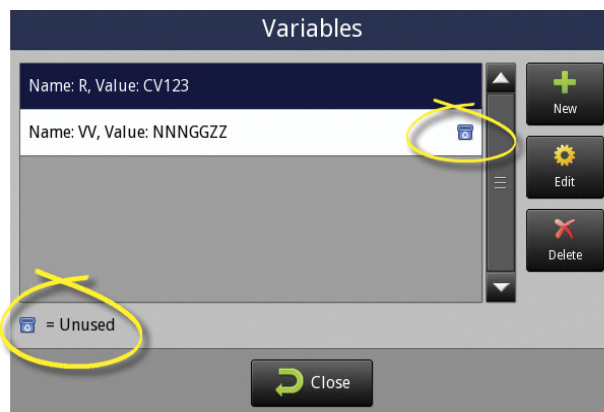 Variables
Name: R, Value: CV123
Name: VV, Value: NNNGGZZ
New
Edit
Delete
= Unused
Close